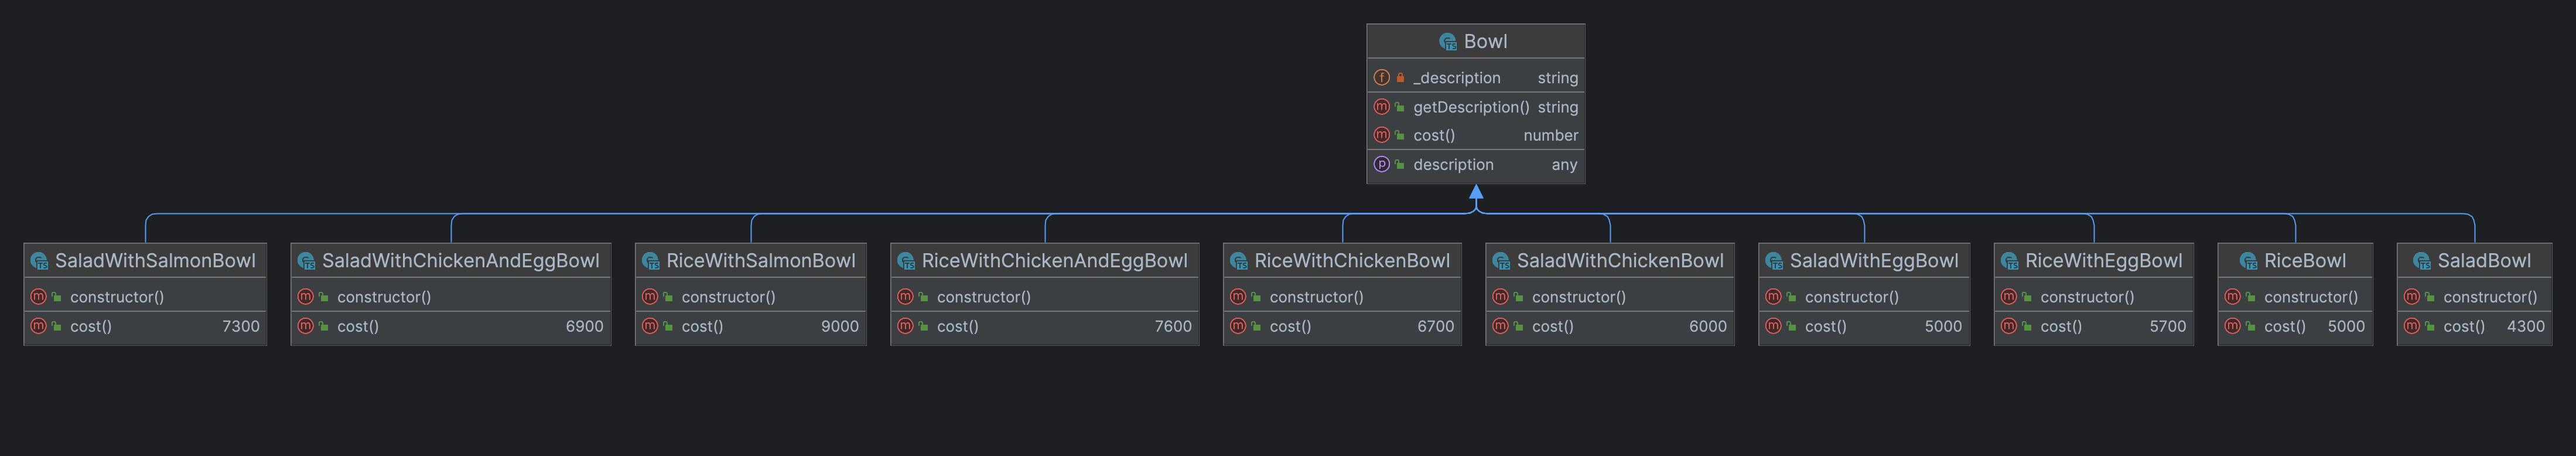 Bowl
_description string
getDescription() string
cost() number
description any
SaladWithSalmonBowl
constructor()
cost() 7300
SaladWithChickenAndEggBowl
constructor()
cost() 6900
RiceWithSalmonBowl
constructor()
cost() 9000
RiceWithChickenAndEggBowl
constructor()
cost() 7600
RiceWithChickenBowl
constructor()
cost() 6700
SaladWithChickenBowl
constructor()
cost() 6000
SaladWithEggBowl
constructor()
cost() 5000
RiceWithEggBowl
constructor()
cost() 5700
RiceBowl
constructor()
cost() 5000
SaladBowl
constructor()
cost() 4300